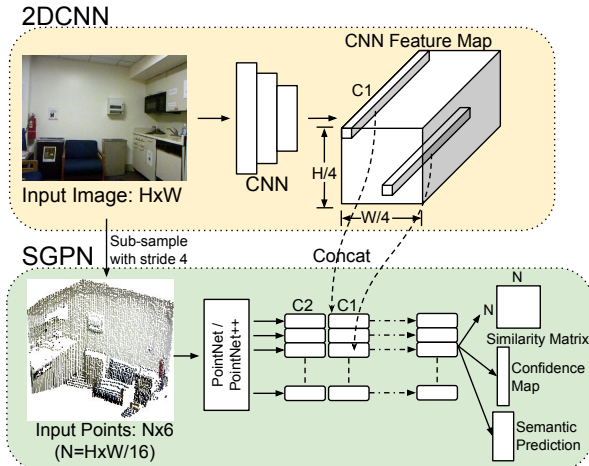 2DCNN
CNN Feature Map
C1
CNN
H/4
W/4
Input Image: HxW
Sub-sample
with stride 4
SGPN
Concat
C2 C1
PointNet /
PointNet++
N
N
Similarity Matrix
Confidence
Map
Semantic
Prediction
Input Points: Nx6
(N=HxW/16)